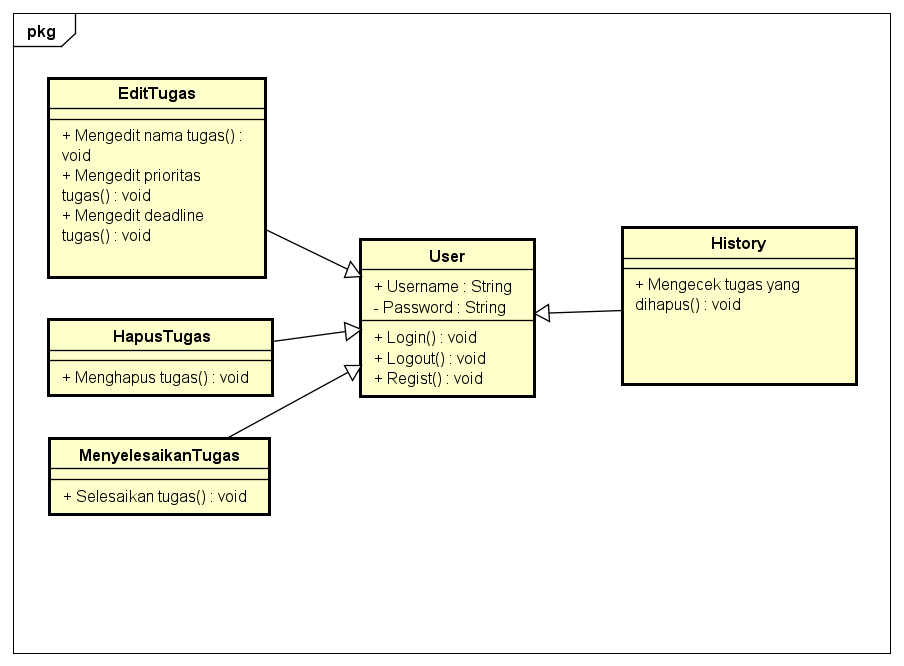 pkg
EditTugas
+ Mengedit nama tugas() :
void
+ Mengedit prioritas
tugas() : void
+ Mengedit deadline
tugas() : void
HapusTugas
+ Menghapus tugas() : void
MenyelesaikanTugas
+ Selesaikan tugas() : void
User
+ Username : String
- Password : String
+ Login() : void
+ Logout() : void
+ Regist() : void
History
+ Mengecek tugas yang
dihapus() : void